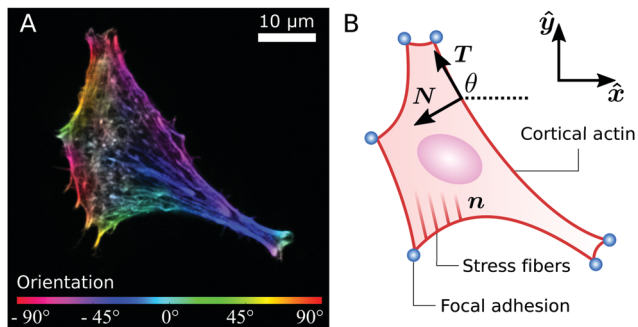 A
10 μm
Orientation
- 90° - 45° 0° 45° 90°
B
T
N
θ
ŷ
x̂
Cortical actin
n
Stress fibers
Focal adhesion